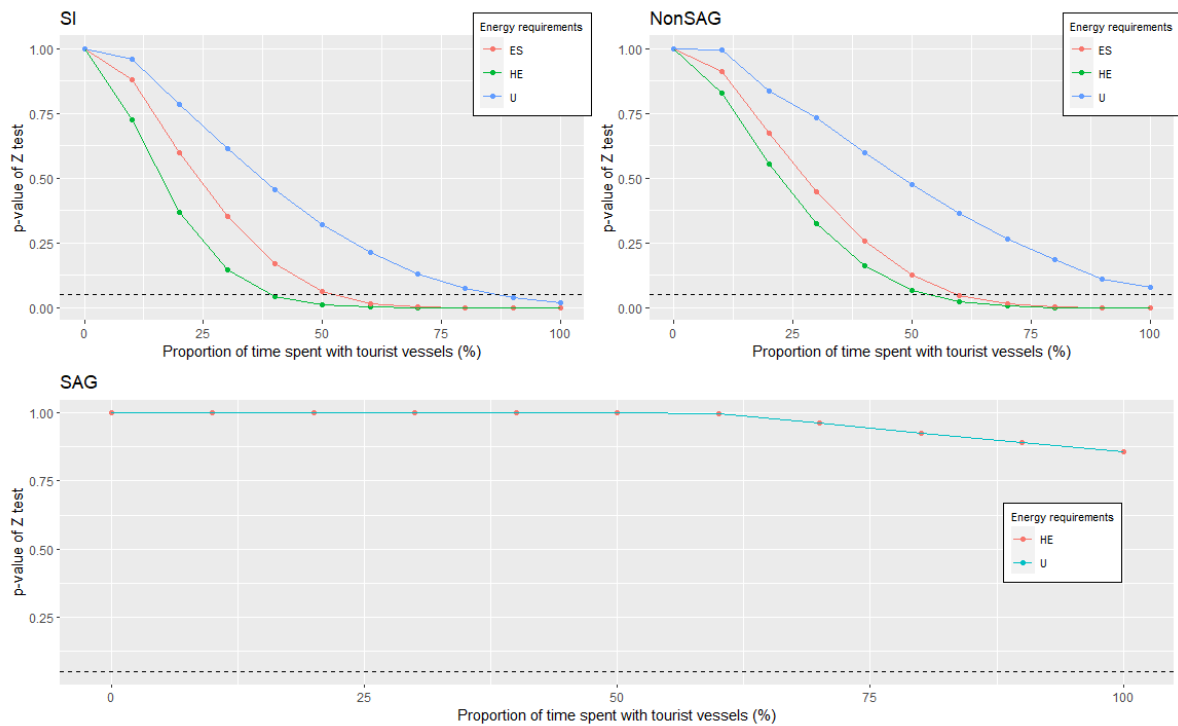 SI
Energy requirements
ES
HE
U
1.00
0.75
0.50
0.25
0.00
p-value of Z test
0 25 50 75 100
Proportion of time spent with tourist vessels (%)
NonSAG
Energy requirements
ES
HE
U
1.00
0.75
0.50
0.25
0.00
p-value of Z test
0 25 50 75 100
Proportion of time spent with tourist vessels (%)
SAG
1.00
0.75
0.50
0.25
p-value of Z test
Energy requirements
HE
U
0 25 50 75 100
Proportion of time spent with tourist vessels (%)